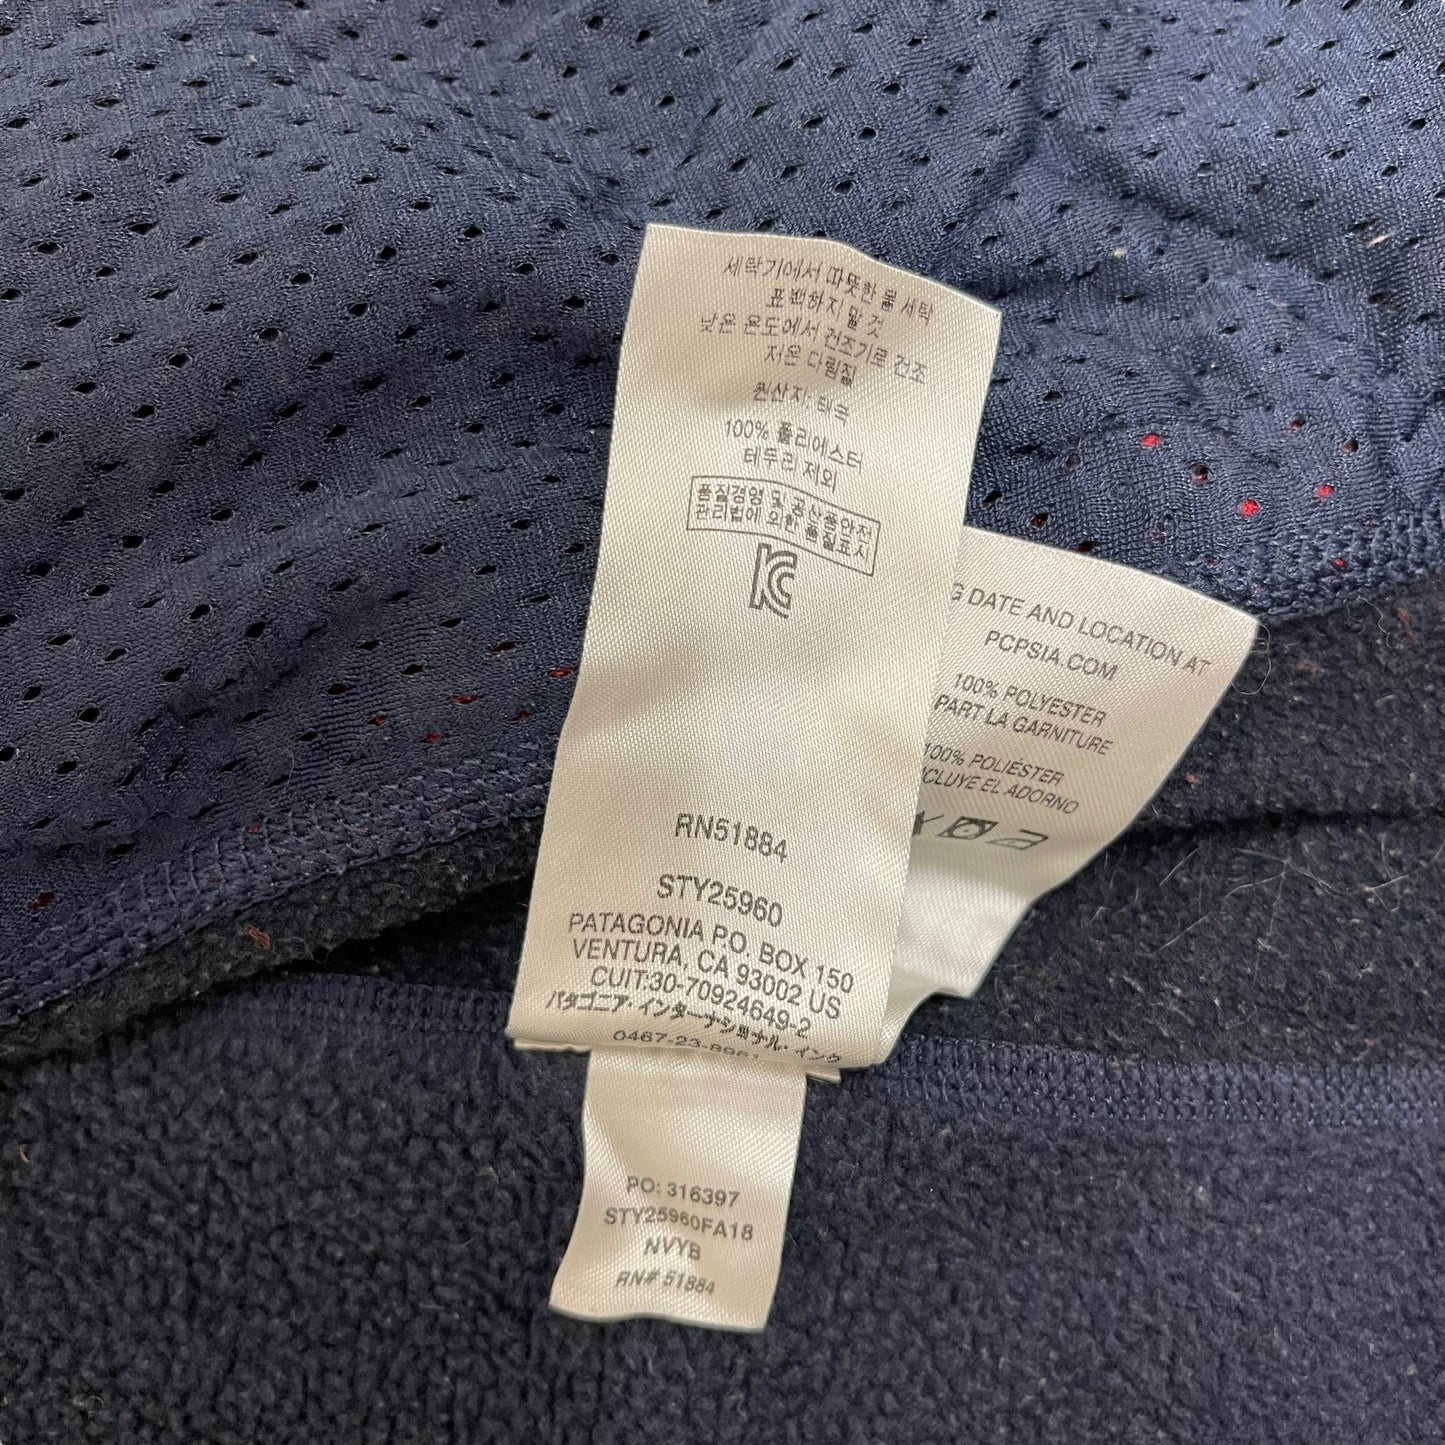 세탁기에서 따뜻한 물 세탁
표백하지 말 것
낮은 온도에서 건조기로 건조
저온 다림질
원산지: 태국
100% 폴리에스터
테두리 제외
품질경영 및 공산품안전
관리법에 의한 품질표시
KC
RN51884
STY25960
PATAGONIA P.O. BOX 150
VENTURA, CA 93002 US
CUIT:30-70924649-2
パタゴニア・インターナショナル・インク
0467-23-8961
G DATE AND LOCATION AT
PCPSIA.COM
100% POLYESTER
PART LA GARNITURE
100% POLIÉSTER
NCLUYE EL ADORNO
PO: 316397
STY25960FA18
NVYB
RN# 51884